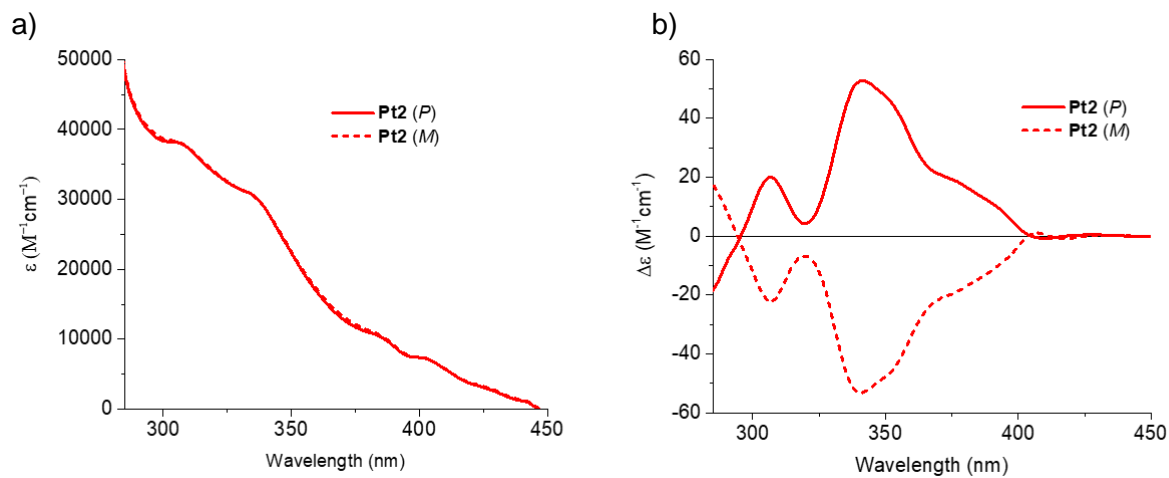 a)
50000
40000
30000
20000
10000
0
ε (M⁻¹cm⁻¹)
Pt2 (P)
Pt2 (M)
300 350 400 450
Wavelength (nm)
b)
60
40
20
0
-20
-40
-60
Δε (M⁻¹cm⁻¹)
Pt2 (P)
Pt2 (M)
300 350 400 450
Wavelength (nm)